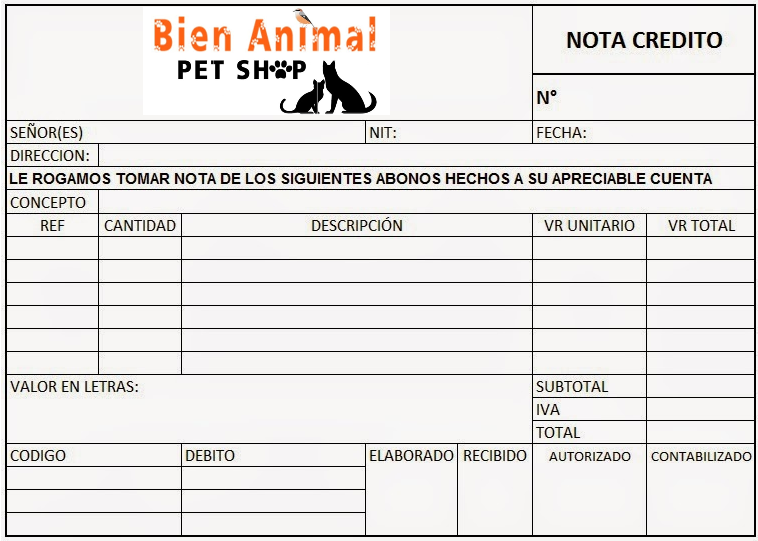 Bien Animal
PET SHOP
NOTA CREDITO
N°
SEÑOR(ES) NIT: FECHA:
DIRECCION:
LE ROGAMOS TOMAR NOTA DE LOS SIGUIENTES ABONOS HECHOS A SU APRECIABLE CUENTA
CONCEPTO
REF CANTIDAD DESCRIPCIÓN VR UNITARIO VR TOTAL
VALOR EN LETRAS: SUBTOTAL
IVA
TOTAL
CODIGO DEBITO ELABORADO RECIBIDO AUTORIZADO CONTABILIZADO